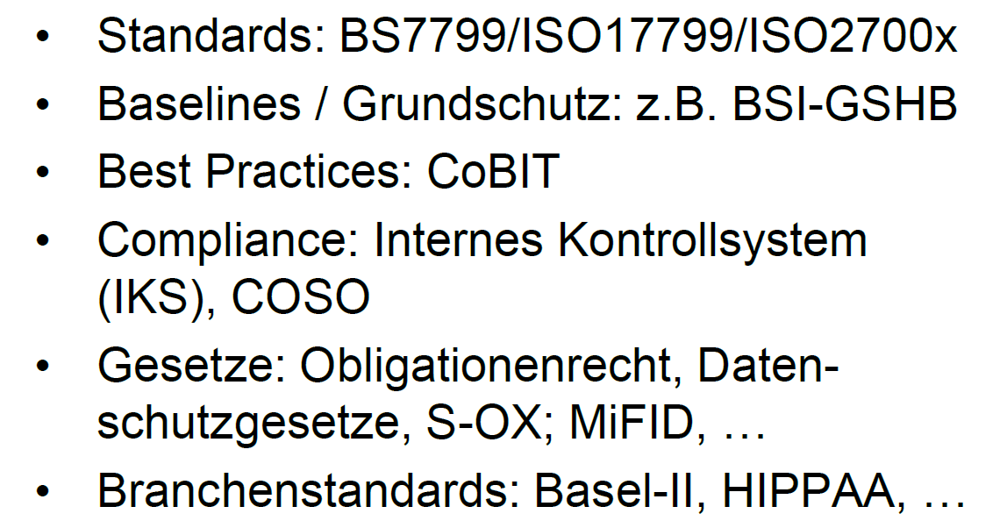 • Standards: BS7799/ISO17799/ISO2700x
• Baselines / Grundschutz: z.B. BSI-GSHB
• Best Practices: CoBIT
• Compliance: Internes Kontrollsystem
(IKS), COSO
• Gesetze: Obligationenrecht, Daten-
schutzgesetze, S-OX; MiFID, …
• Branchenstandards: Basel-II, HIPPAA, …